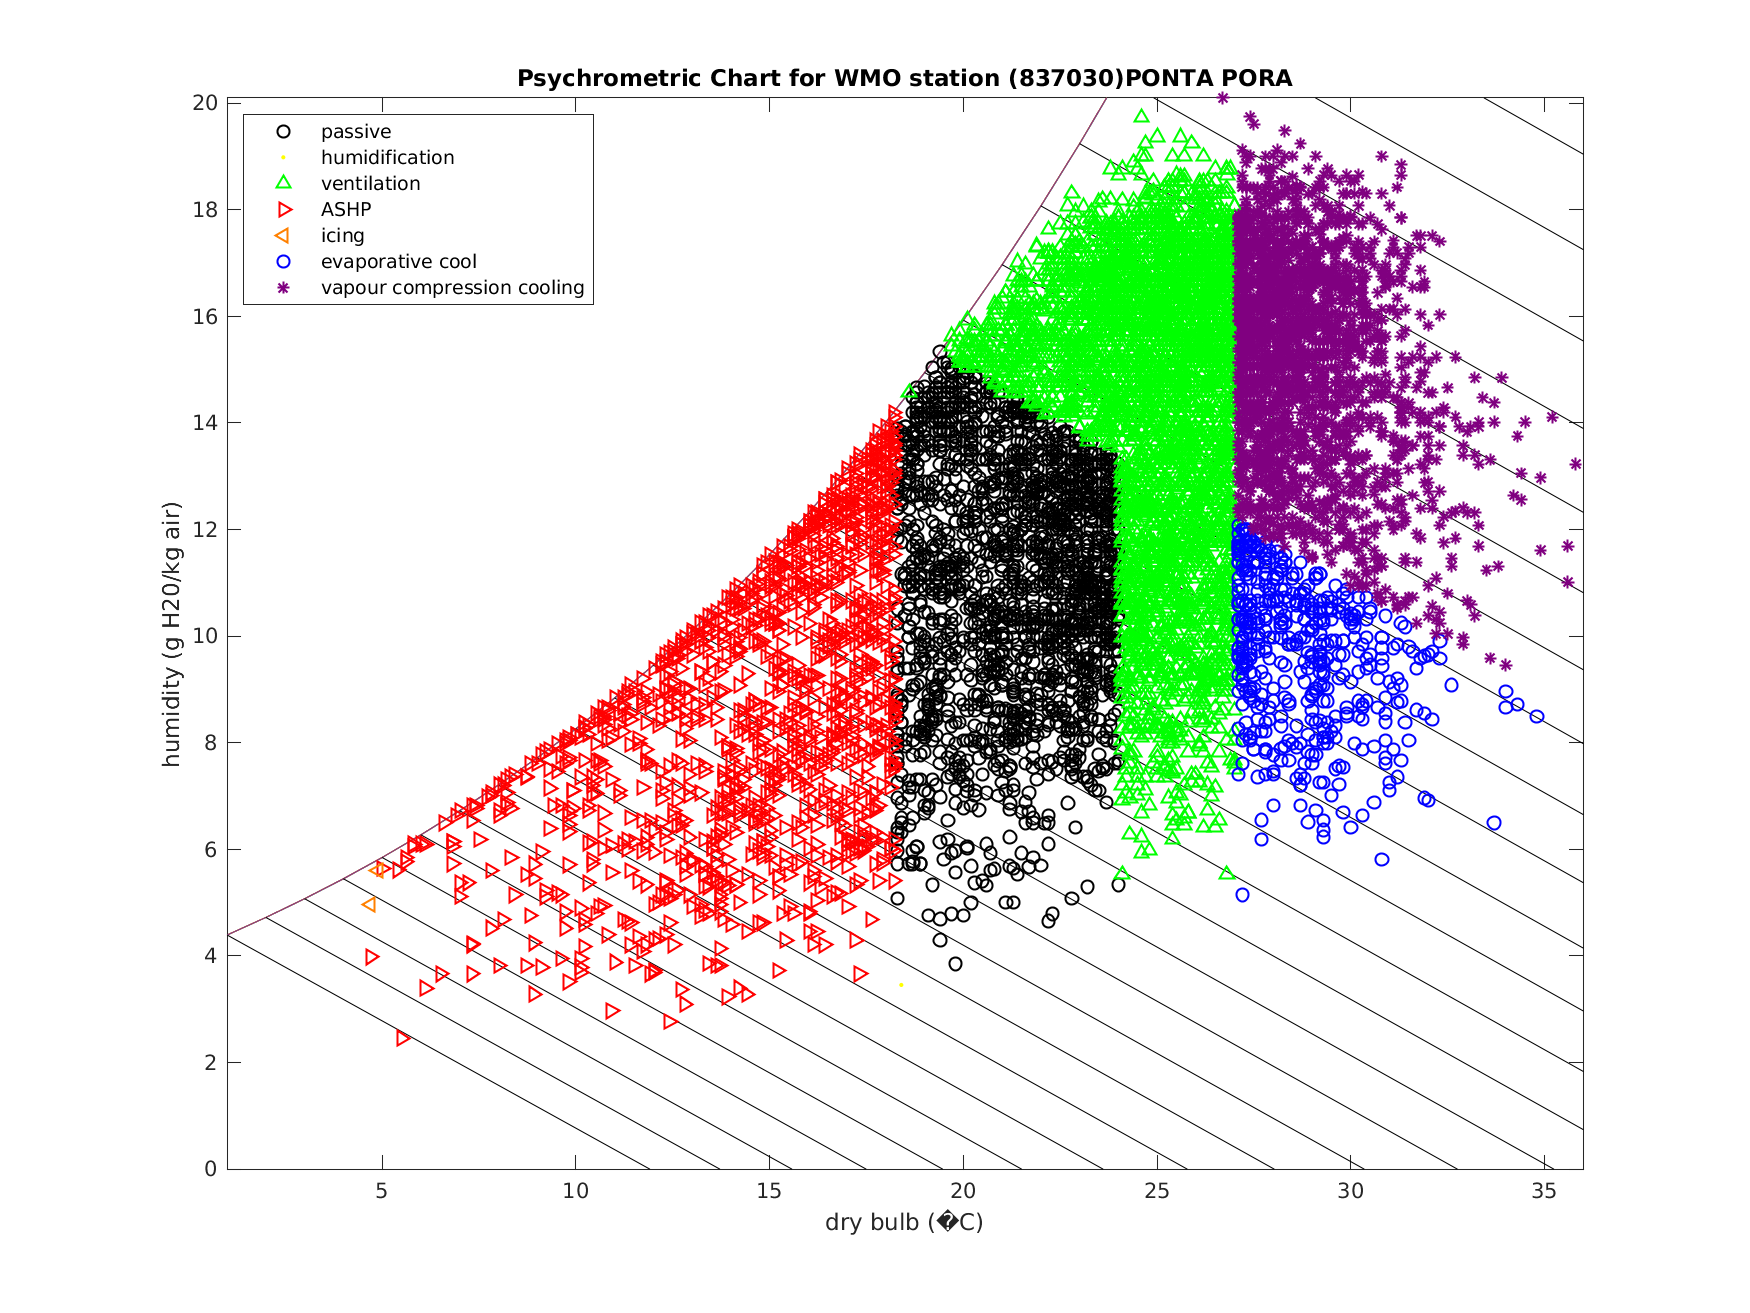 Psychrometric Chart for WMO station (837030)PONTA PORA
20
18
16
14
12
10
8
6
4
2
0
humidity (g H20/kg air)
passive
humidification
ventilation
ASHP
icing
evaporative cool
vapour compression cooling
5 10 15 20 25 30 35
dry bulb (�C)